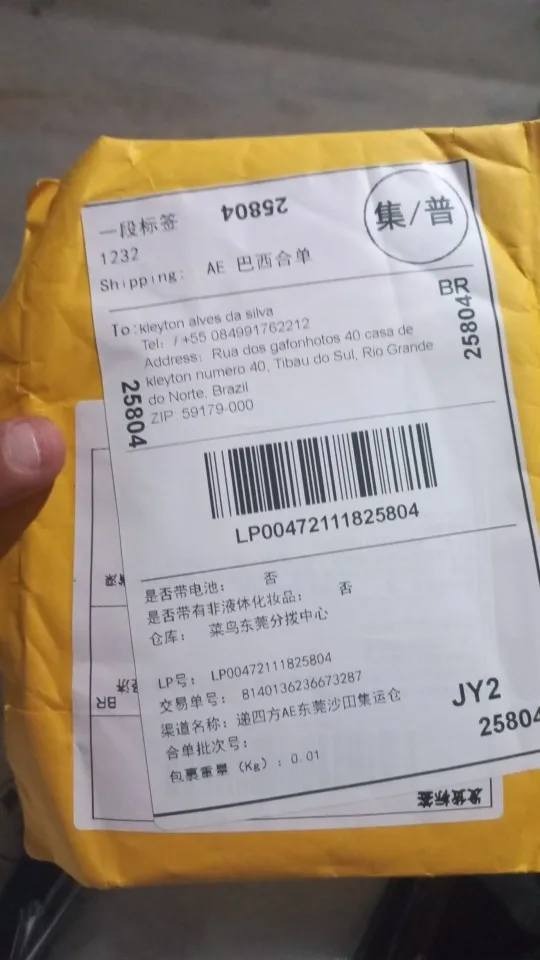 一段标签
25804
集/普
1232
Shipping: AE 巴西合单
BR
25804
To: kleyton alves da silva
Tel: / +55 084991762212
Address: Rua dos gafonhotos 40 casa de
kleyton numero 40, Tibau do Sul, Rio Grande
do Norte, Brazil
ZIP: 59179-000
25804
LP00472111825804
是否带电池: 否
是否带有非液体化妆品: 否
仓库: 菜鸟东莞分拨中心
LP号: LP00472111825804
交易单号: 8140136236673287
渠道名称: 递四方AE东莞沙田集运仓
合单批次号:
包裹重量 (Kg) : 0.01
JY2
25804
BR
发货标签